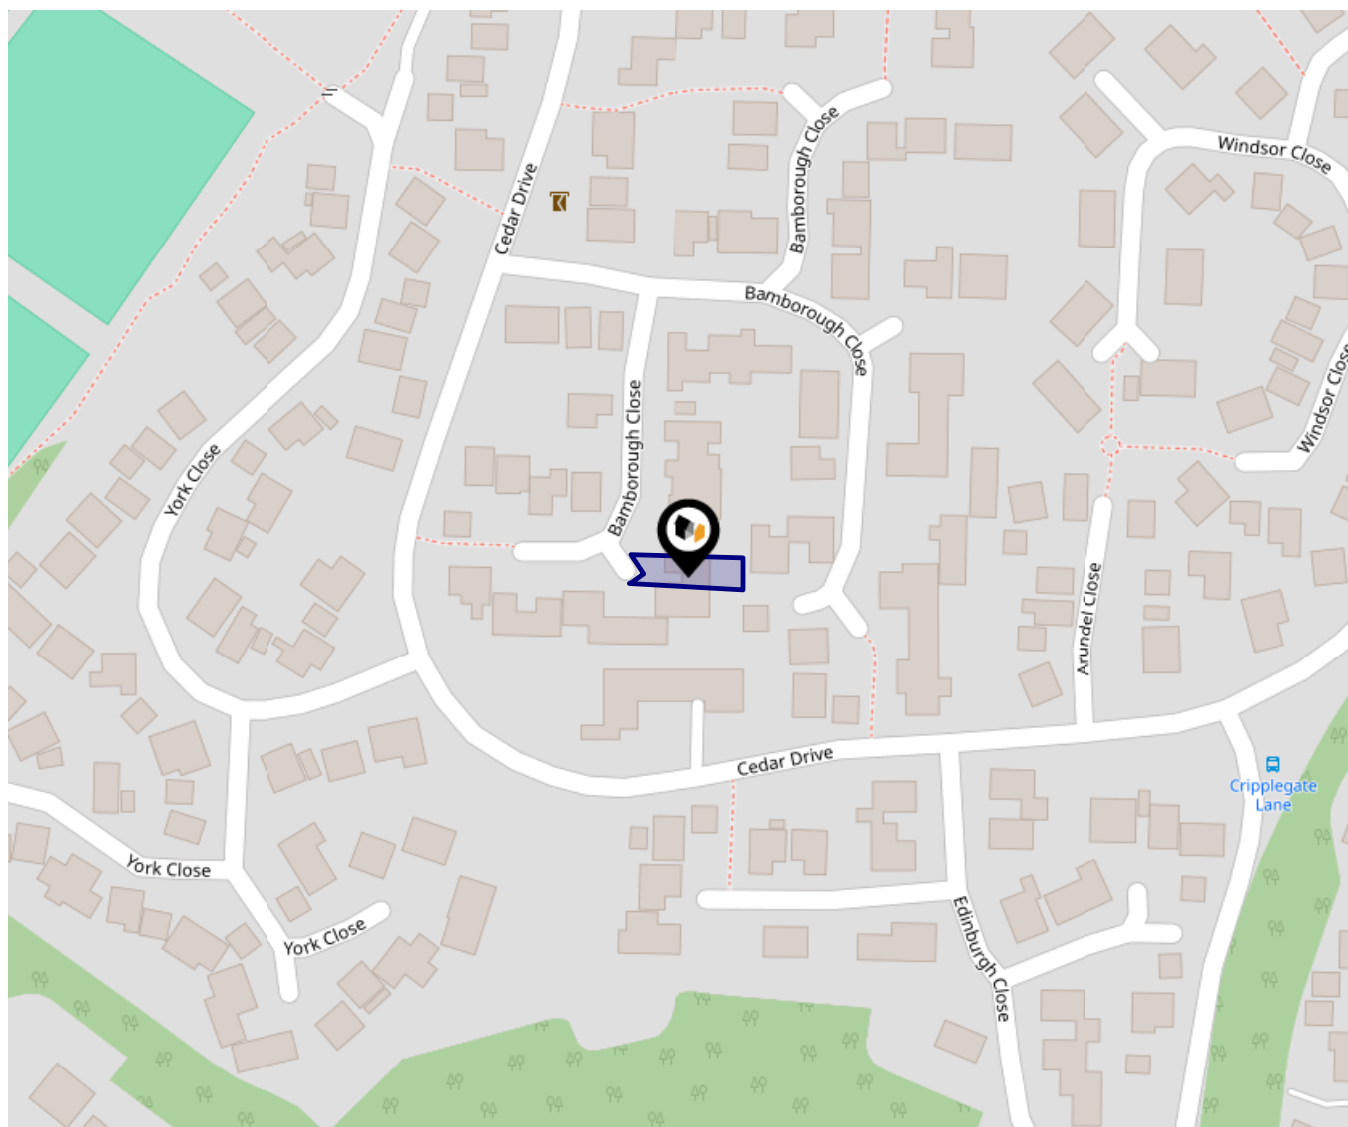 Windsor Close
Bamborough Close
Cedar Drive
Bamborough Close
Windsor Close
Bamborough Close
York Close
Arundel Close
Cedar Drive
Cripplegate
Lane
York Close
Edinburgh Close
York Close